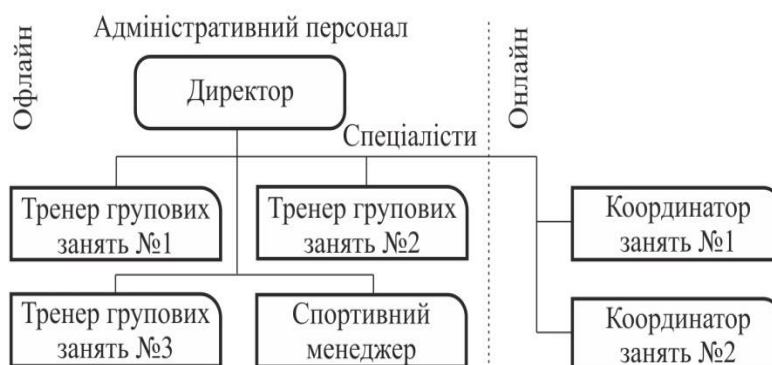 Офлайн
Адміністративний персонал
Директор
Спеціалісти
Онлайн
Тренер групових
занять №1
Тренер групових
занять №2
Координатор
занять №1
Тренер групових
занять №3
Спортивний
менеджер
Координатор
занять №2